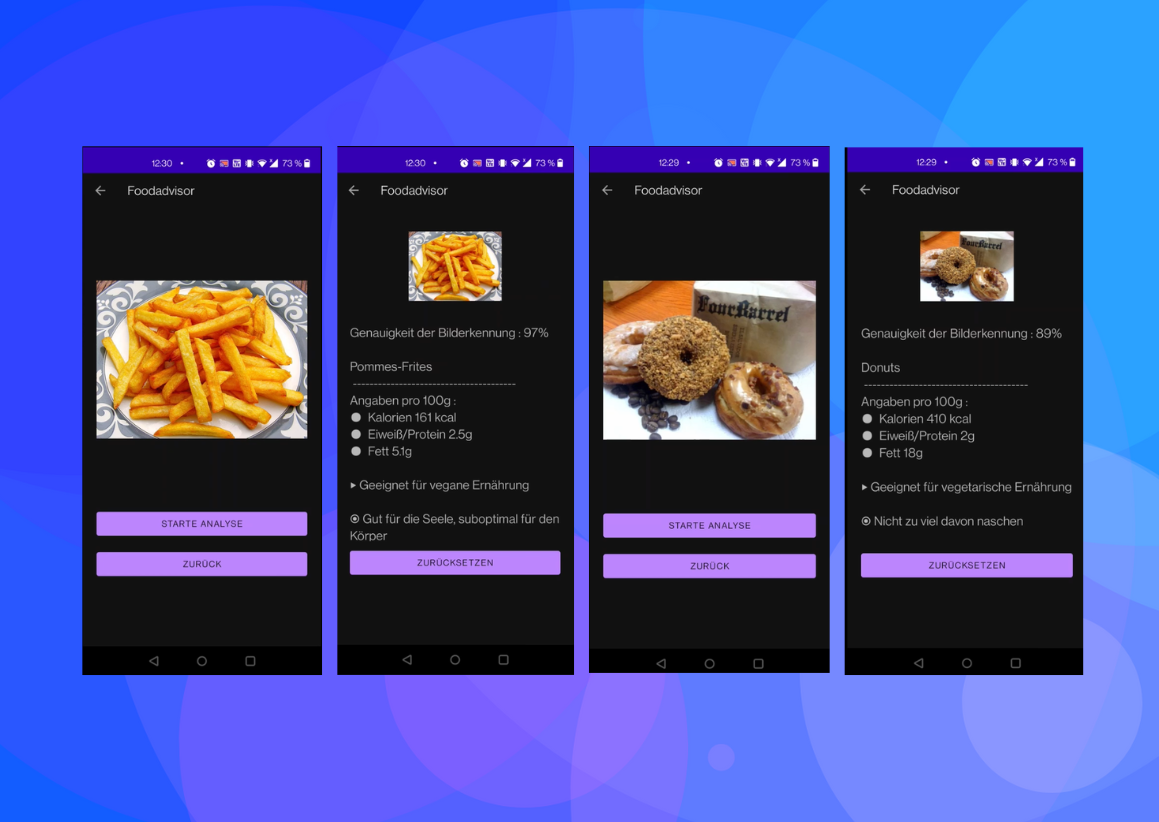 12:30 • 73 %
Foodadvisor
STARTE ANALYSE
ZURÜCK
12:30 • 73 %
Foodadvisor
Genauigkeit der Bilderkennung : 97%
Pommes-Frites
----------------------------------------
Angaben pro 100g :
● Kalorien 161 kcal
● Eiweiß/Protein 2.5g
● Fett 5.1g
▸ Geeignet für vegane Ernährung
◉ Gut für die Seele, suboptimal für den
Körper
ZURÜCKSETZEN
12:29 • 73 %
Foodadvisor
FourBarrel
STARTE ANALYSE
ZURÜCK
12:29 • 73 %
Foodadvisor
FourBarrel
Genauigkeit der Bilderkennung : 89%
Donuts
----------------------------------------
Angaben pro 100g :
● Kalorien 410 kcal
● Eiweiß/Protein 2g
● Fett 18g
▸ Geeignet für vegetarische Ernährung
◉ Nicht zu viel davon naschen
ZURÜCKSETZEN